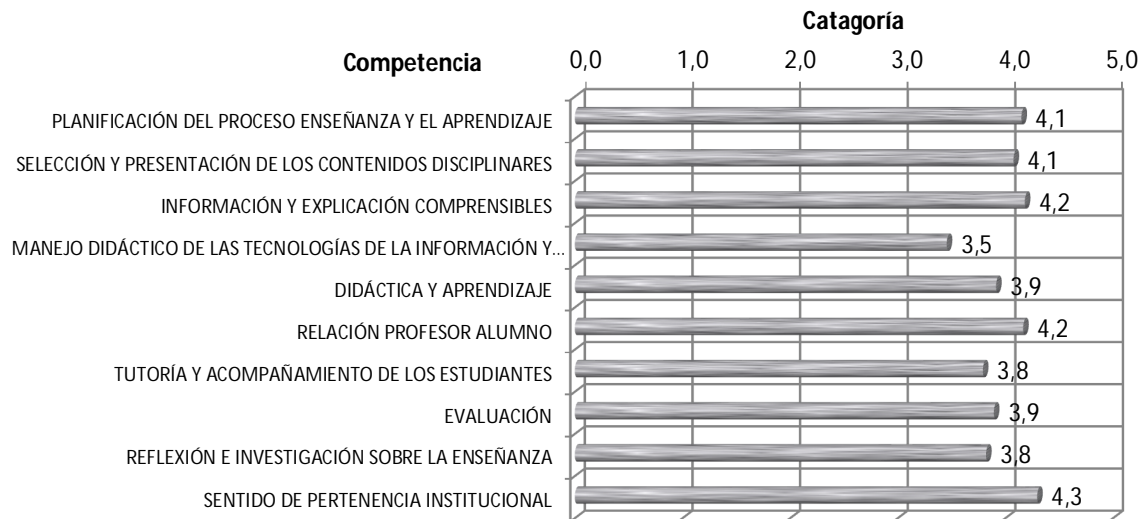 Catagoría
Competencia
0,0 1,0 2,0 3,0 4,0 5,0
PLANIFICACIÓN DEL PROCESO ENSEÑANZA Y EL APRENDIZAJE 4,1
SELECCIÓN Y PRESENTACIÓN DE LOS CONTENIDOS DISCIPLINARES 4,1
INFORMACIÓN Y EXPLICACIÓN COMPRENSIBLES 4,2
MANEJO DIDÁCTICO DE LAS TECNOLOGÍAS DE LA INFORMACIÓN Y... 3,5
DIDÁCTICA Y APRENDIZAJE 3,9
RELACIÓN PROFESOR ALUMNO 4,2
TUTORÍA Y ACOMPAÑAMIENTO DE LOS ESTUDIANTES 3,8
EVALUACIÓN 3,9
REFLEXIÓN E INVESTIGACIÓN SOBRE LA ENSEÑANZA 3,8
SENTIDO DE PERTENENCIA INSTITUCIONAL 4,3